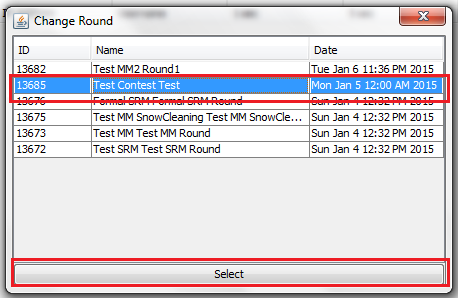 Change Round
ID Name Date
13682 Test MM2 Round1 Tue Jan 6 11:36 PM 2015
13685 Test Contest Test Mon Jan 5 12:00 AM 2015
13676 Formal SRM Formal SRM Round Sun Jan 4 12:32 PM 2015
13675 Test MM SnowCleaning Test MM SnowCle... Sun Jan 4 12:32 PM 2015
13673 Test MM Test MM Round Sun Jan 4 12:32 PM 2015
13672 Test SRM Test SRM Round Sun Jan 4 12:32 PM 2015
Select